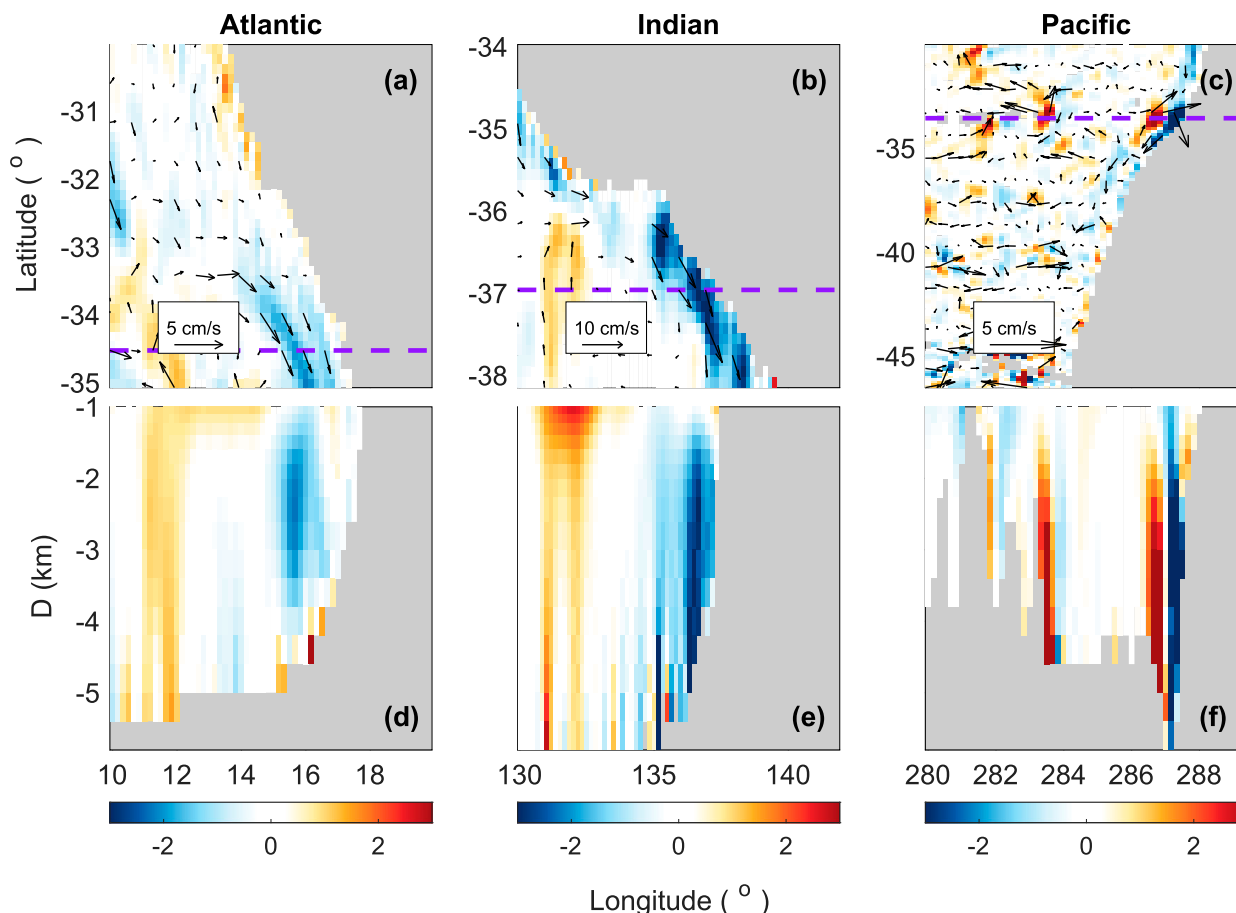 Atlantic Indian Pacific
(a) (b) (c)
Latitude ( o )
-31
-32
-33
-34
-35
-34
-35
-36
-37
-38
-35
-40
-45
5 cm/s
10 cm/s
5 cm/s
D (km)
-1
-2
-3
-4
-5
(d) (e) (f)
10 12 14 16 18
130 135 140
280 282 284 286 288
-2 0 2
-2 0 2
-2 0 2
Longitude ( o )